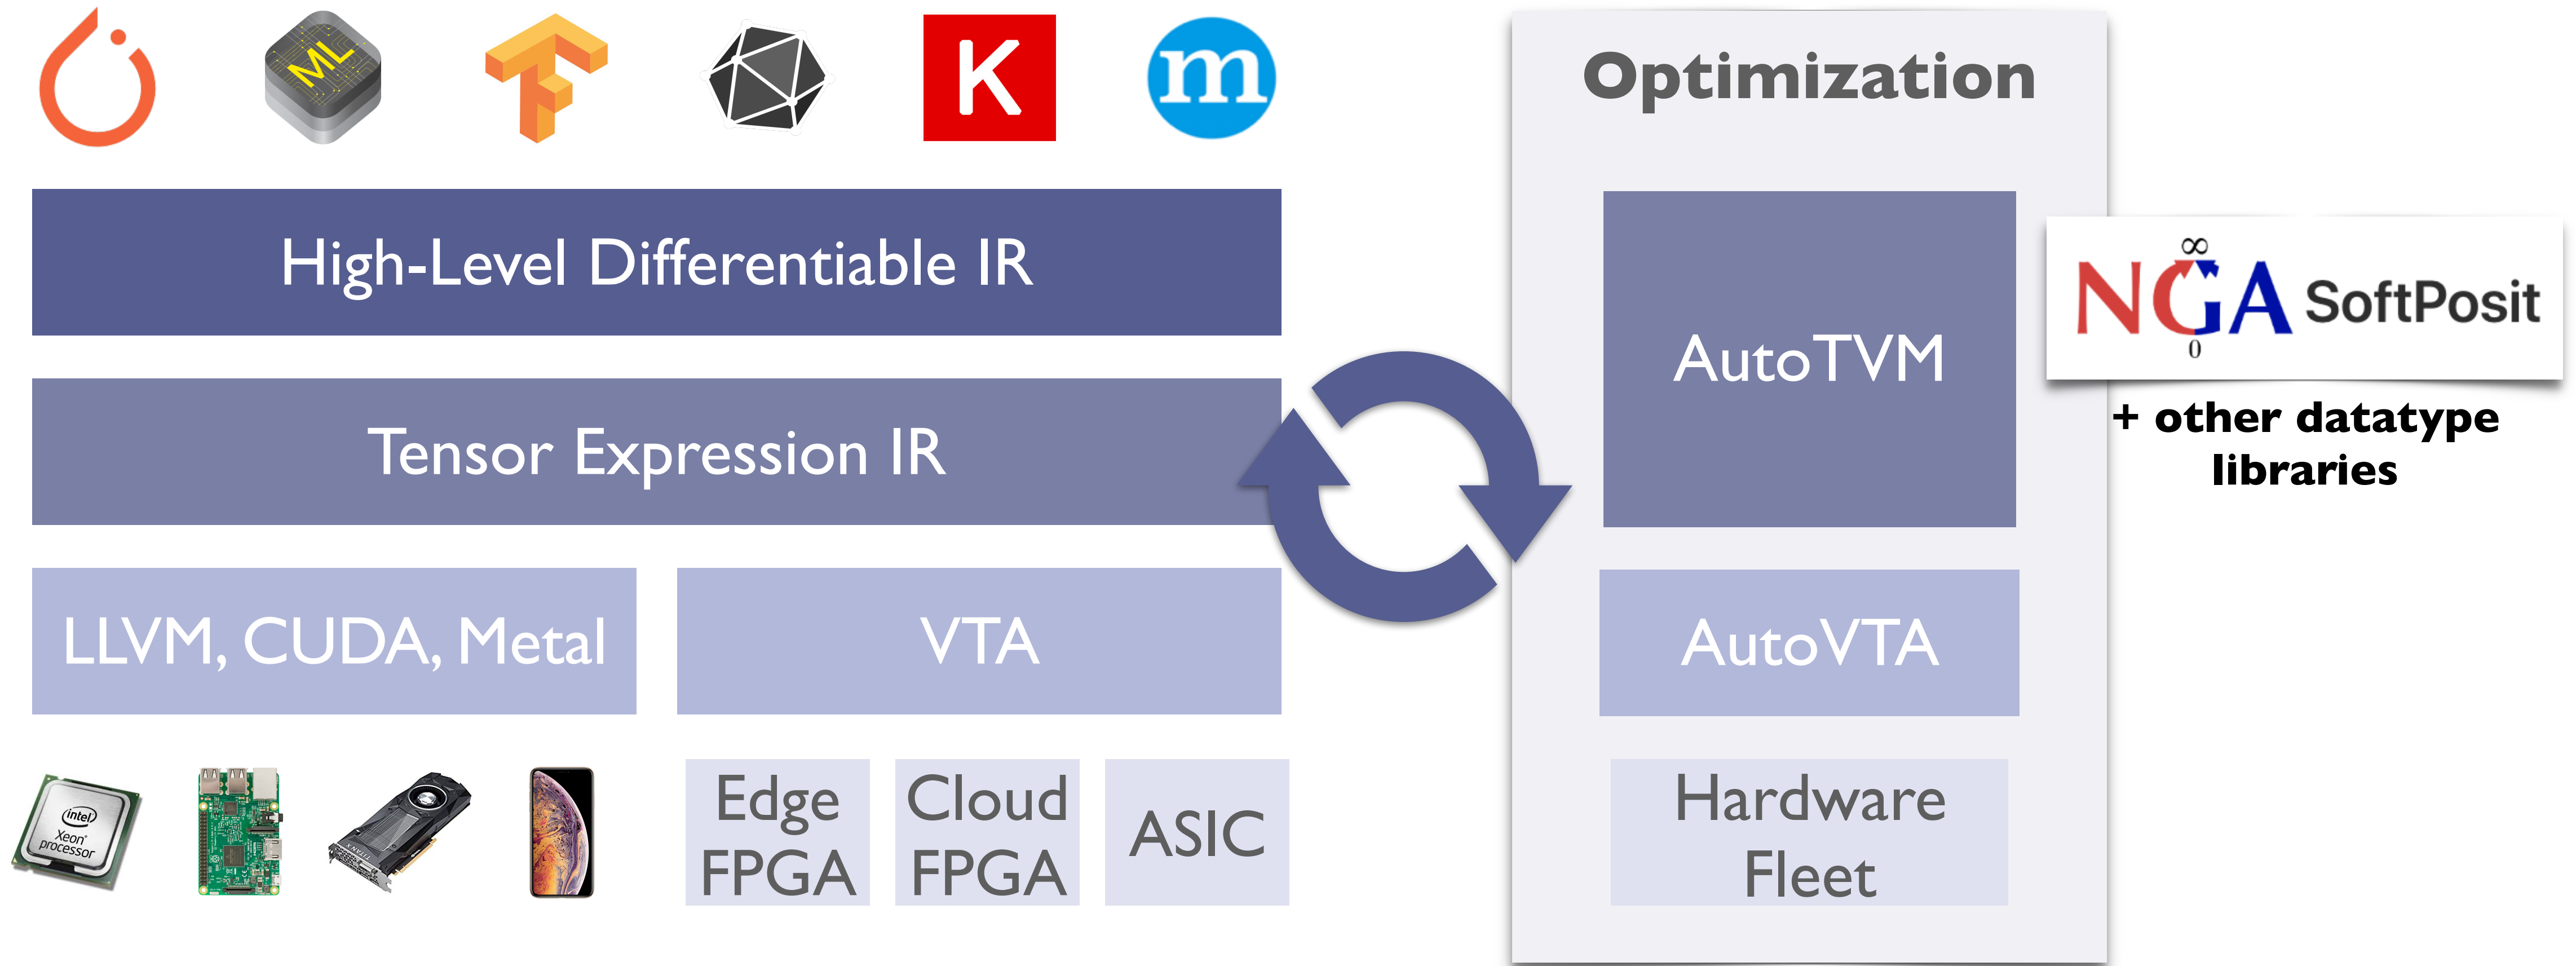 ML
K
m
Optimization
High-Level Differentiable IR
AutoTVM
∞
NGA SoftPosit
0
+ other datatype
libraries
Tensor Expression IR
LLVM, CUDA, Metal
VTA
AutoVTA
intel
Xeon®
processor
TITAN X
Edge
FPGA
Cloud
FPGA
ASIC
Hardware
Fleet